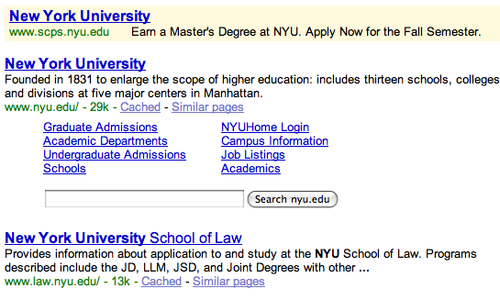 New York University
www.scps.nyu.edu Earn a Master's Degree at NYU. Apply Now for the Fall Semester.
New York University
Founded in 1831 to enlarge the scope of higher education: includes thirteen schools, colleges
and divisions at five major centers in Manhattan.
www.nyu.edu/ - 29k - Cached - Similar pages
Graduate Admissions NYUHome Login
Academic Departments Campus Information
Undergraduate Admissions Job Listings
Schools Academics
Search nyu.edu
New York University School of Law
Provides information about application to and study at the NYU School of Law. Programs
described include the JD, LLM, JSD, and Joint Degrees with other ...
www.law.nyu.edu/ - 13k - Cached - Similar pages